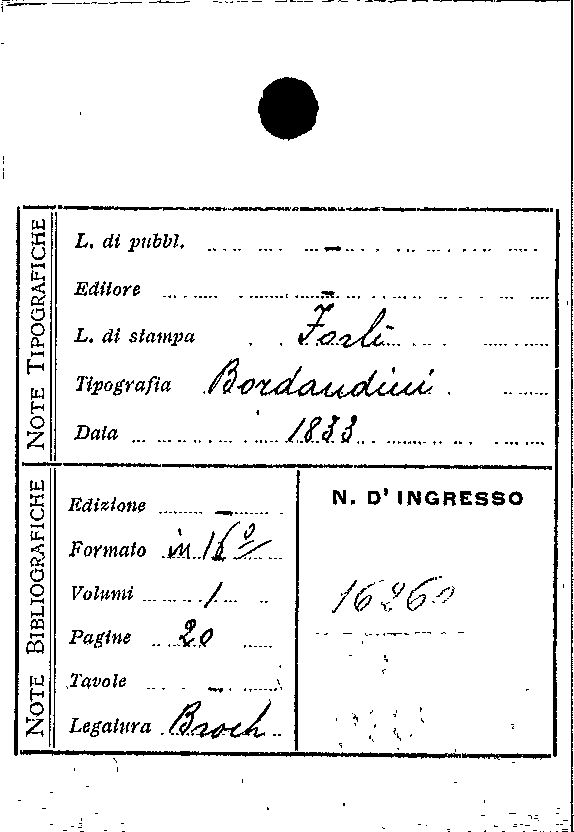 NOTE TIPOGRAFICHE
L. di pubbl. –
Editore –
L. di stampa Forlì
Tipografia Bordandini
Data 1833
NOTE BIBLIOGRAFICHE
Edizione –
Formato in 16º
Volumi 1
Pagine 20
Tavole –
Legatura Broch
N. D'INGRESSO
16260